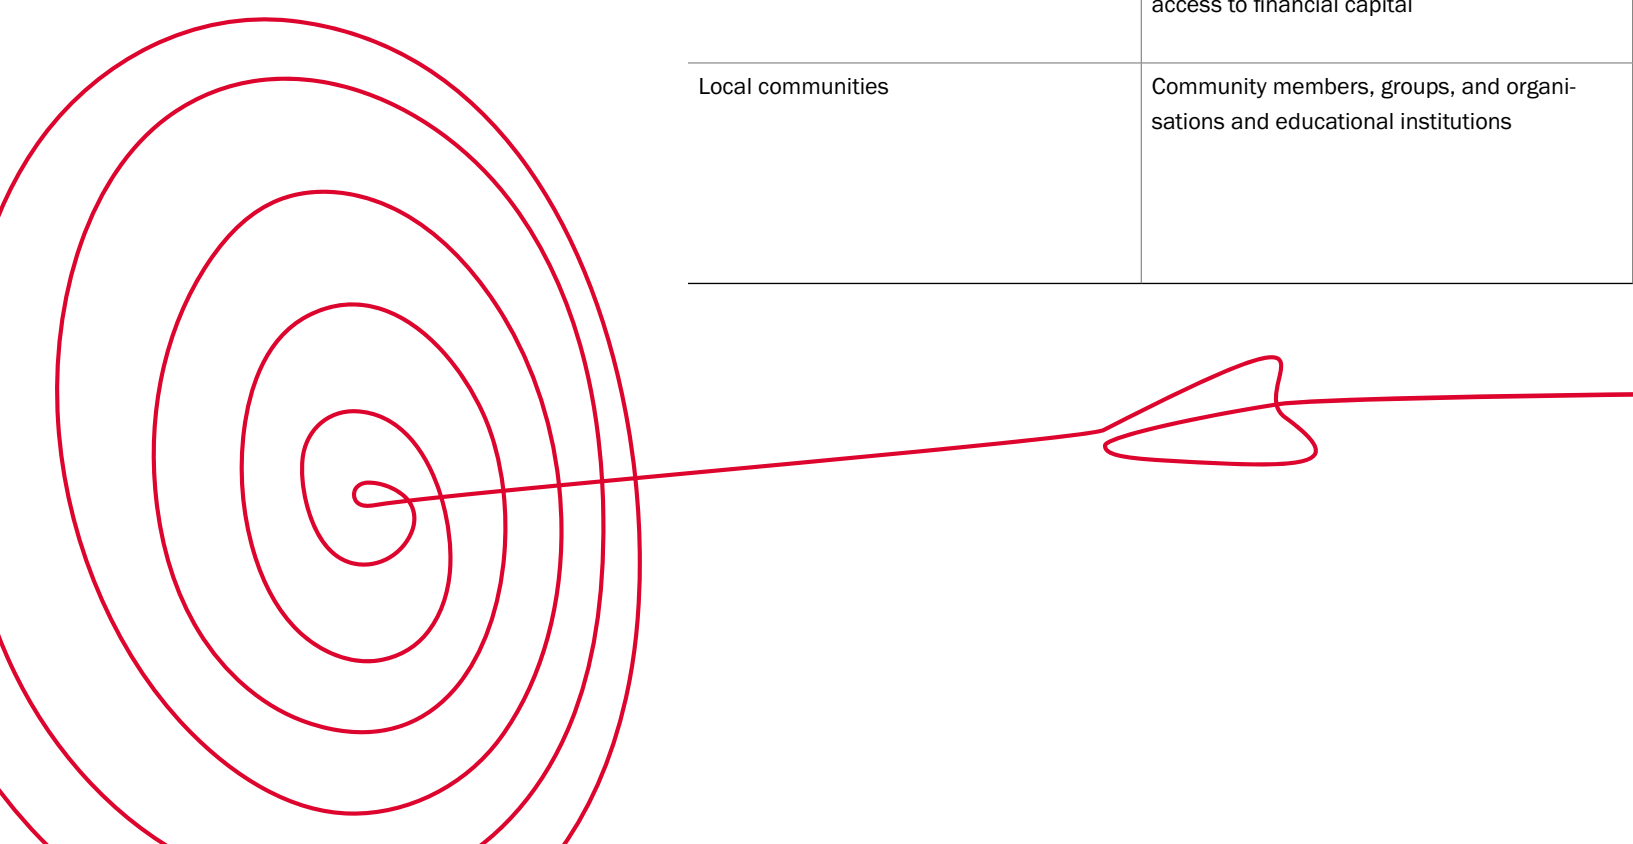 access to financial capital
Local communities
Community members, groups, and organi-
sations and educational institutions